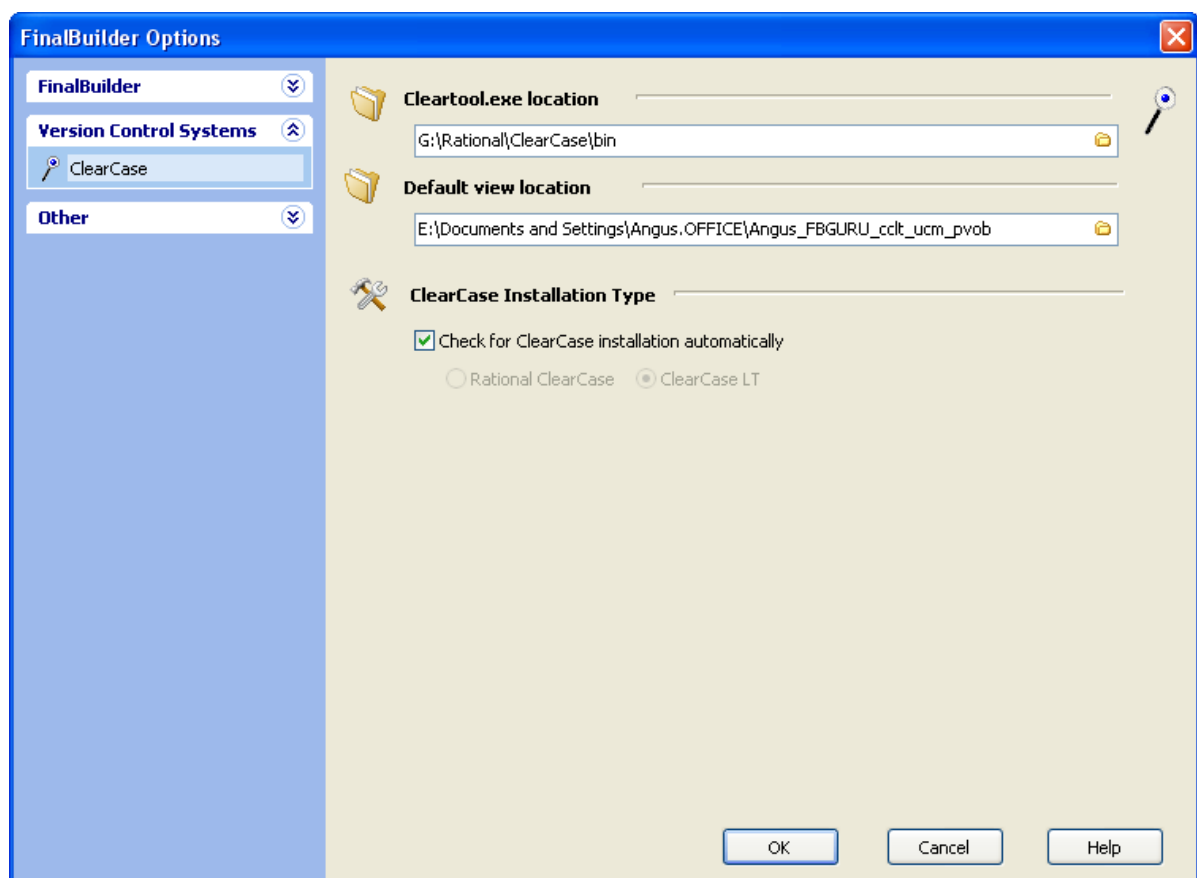 FinalBuilder Options
FinalBuilder
Version Control Systems
ClearCase
Other
Cleartool.exe location
G:\Rational\ClearCase\bin
Default view location
E:\Documents and Settings\Angus.OFFICE\Angus_FBGURU_cclt_ucm_pvob
ClearCase Installation Type
Check for ClearCase installation automatically
Rational ClearCase ClearCase LT
OK Cancel Help